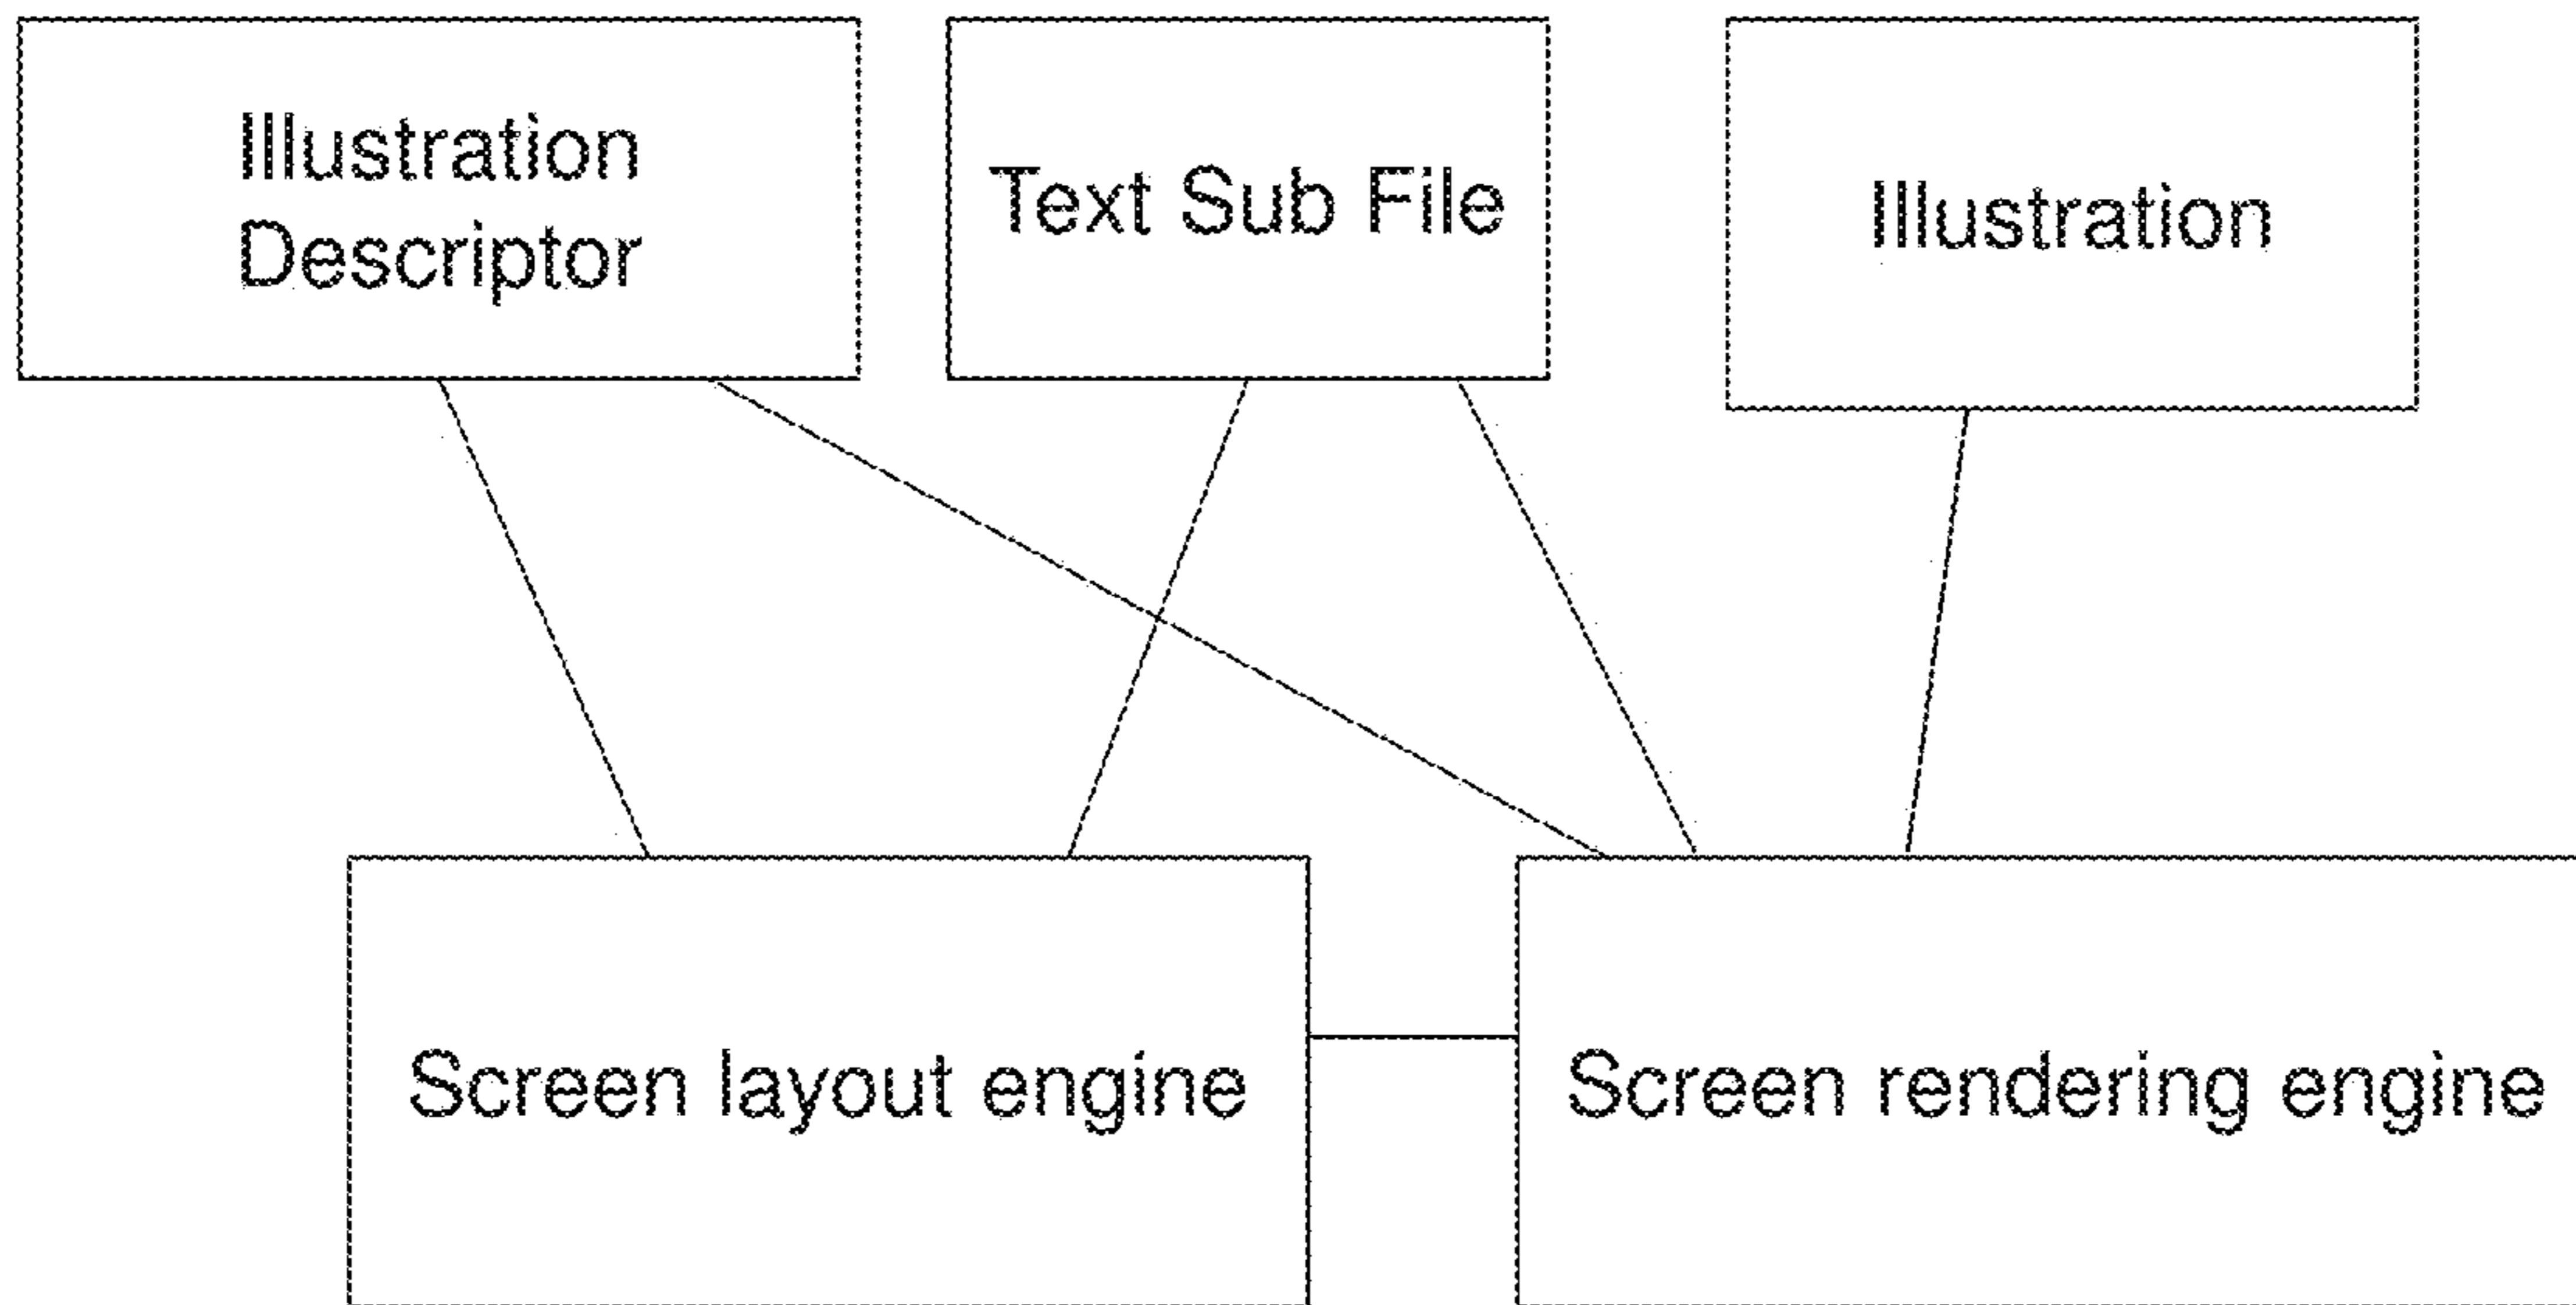 Illustration
Descriptor
Text Sub File
Illustration
Screen layout engine
Screen rendering engine